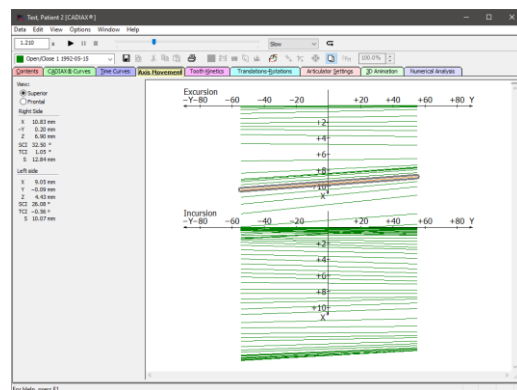 Test, Patient 2 [CADIAX®]
Data Edit View Options Window Help
1.210 s Slow
Open/Close 1 1992-05-15 100.0%
Contents CADIAX® Curves Time Curves Axis Movement Tooth Kinetics Translations-Rotations Articulator Settings 3D Animation Numerical Analysis
View:
Superior
Frontal
Right Side
X 10.83 mm
-Y 0.20 mm
Z 6.90 mm
SCI 32.50 °
TCI 1.05 °
S 12.84 mm
Left side
X 9.05 mm
Y -0.09 mm
Z 4.43 mm
SCI 26.08 °
TCI -0.56 °
S 10.07 mm
Excursion
-Y-80 -60 -40 -20 +20 +40 +60 +80 Y
+2
+4
+6
+8
+10
X
Incursion
-Y-80 -60 -40 -20 +20 +40 +60 +80 Y
+2
+4
+6
+8
+10
X
For Help, press F1